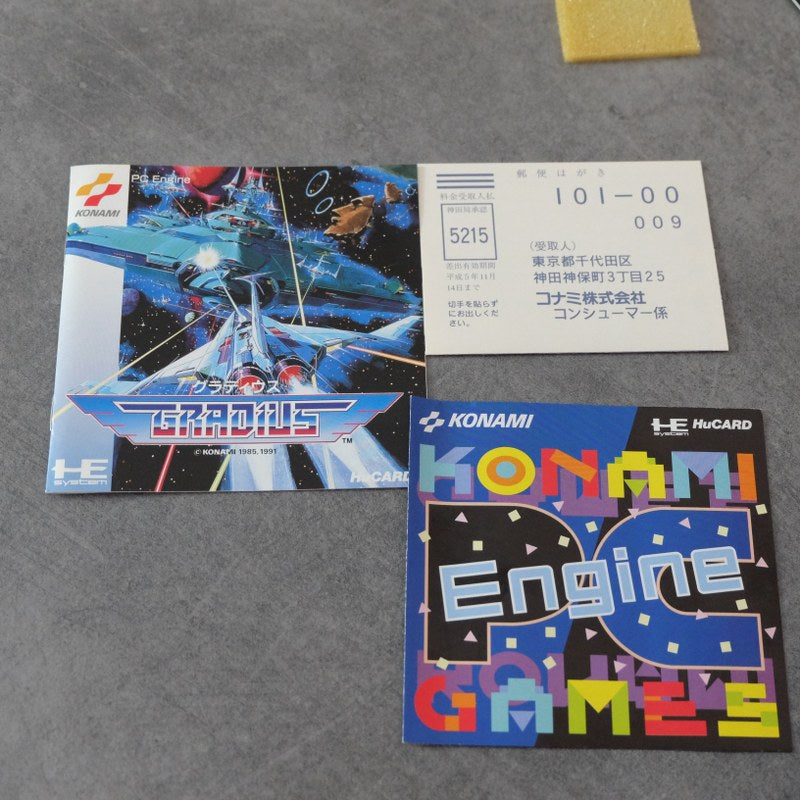 PC Engine
KONAMI
グラディウス
GRADIUS
TM
© KONAMI 1985, 1991
HE
system
HuCARD
郵便はがき
料金受取人払
神田局承認
5215
差出有効期間
平成5年11月
14日まで
切手を貼らず
にお出しくだ
さい。
101-00
009
(受取人)
東京都千代田区
神田神保町3丁目25
コナミ株式会社
コンシューマー係
KONAMI
HE
system
HuCARD
KONAMI
PC
Engine
GAMES